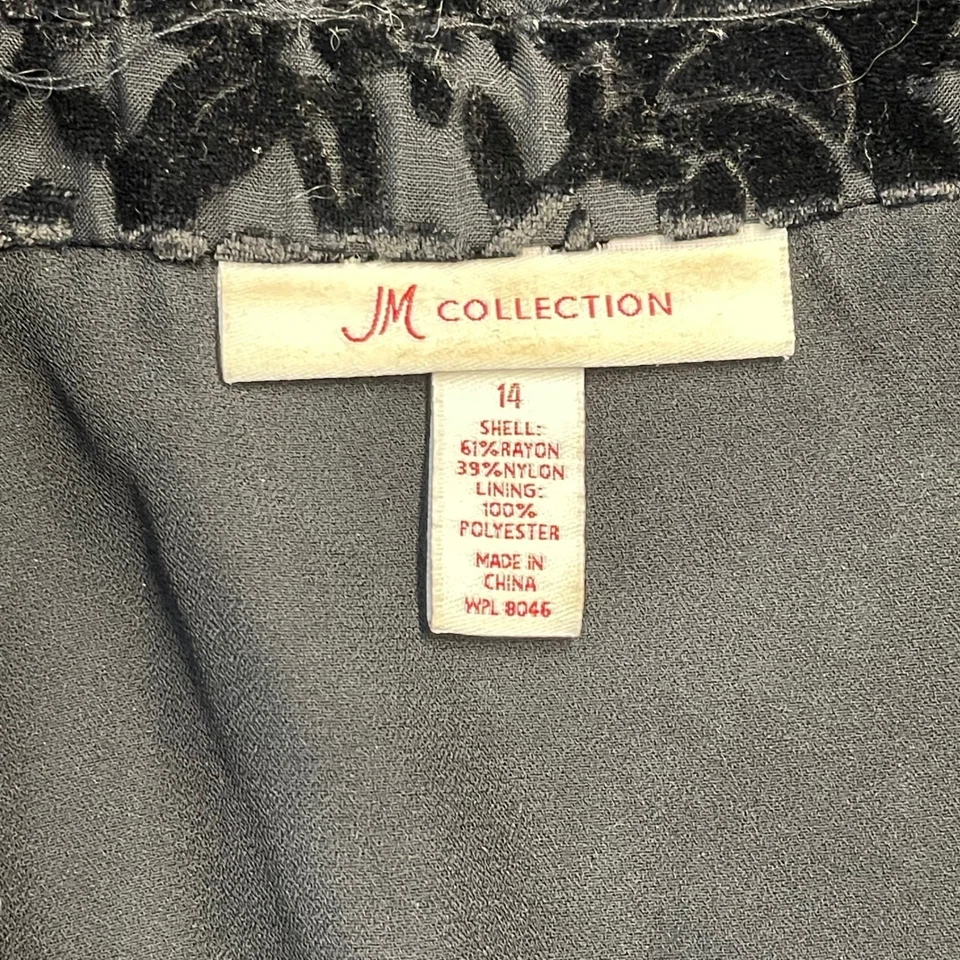 JM COLLECTION
14
SHELL:
61%RAYON
39%NYLON
LINING:
100%
POLYESTER
MADE IN
CHINA
WPL 8046